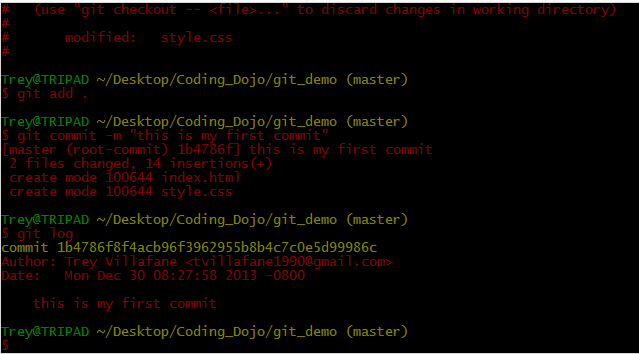 #   (use "git checkout -- <file>..." to discard changes in working directory)
#
#       modified:   style.css
#
Trey@TRIPAD ~/Desktop/Coding_Dojo/git_demo (master)
$ git add .
Trey@TRIPAD ~/Desktop/Coding_Dojo/git_demo (master)
$ git commit -m "this is my first commit"
[master (root-commit) 1b4786f] this is my first commit
 2 files changed, 14 insertions(+)
 create mode 100644 index.html
 create mode 100644 style.css
Trey@TRIPAD ~/Desktop/Coding_Dojo/git_demo (master)
$ git log
commit 1b4786f8f4acb96f3962955b8b4c7c0e5d99986c
Author: Trey Villafane <tvillafane1990@gmail.com>
Date:   Mon Dec 30 08:27:58 2013 -0800
    this is my first commit
Trey@TRIPAD ~/Desktop/Coding_Dojo/git_demo (master)
$